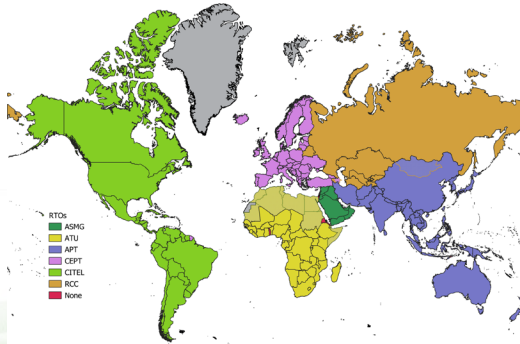 RTOs
ASMG
ATU
APT
CEPT
CITEL
RCC
None